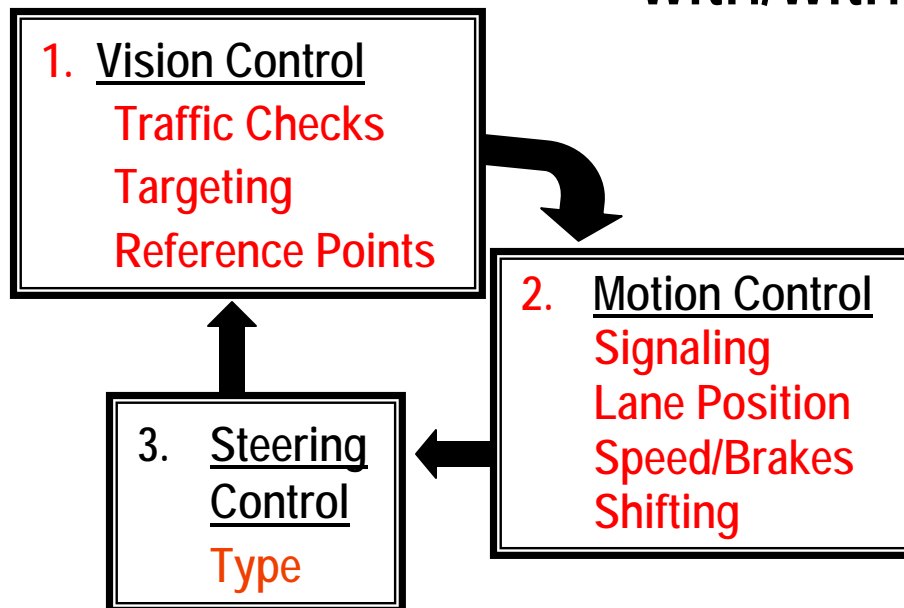 1. Vision Control
Traffic Checks
Targeting
Reference Points
2. Motion Control
Signaling
Lane Position
Speed/Brakes
Shifting
3. Steering
Control
Type